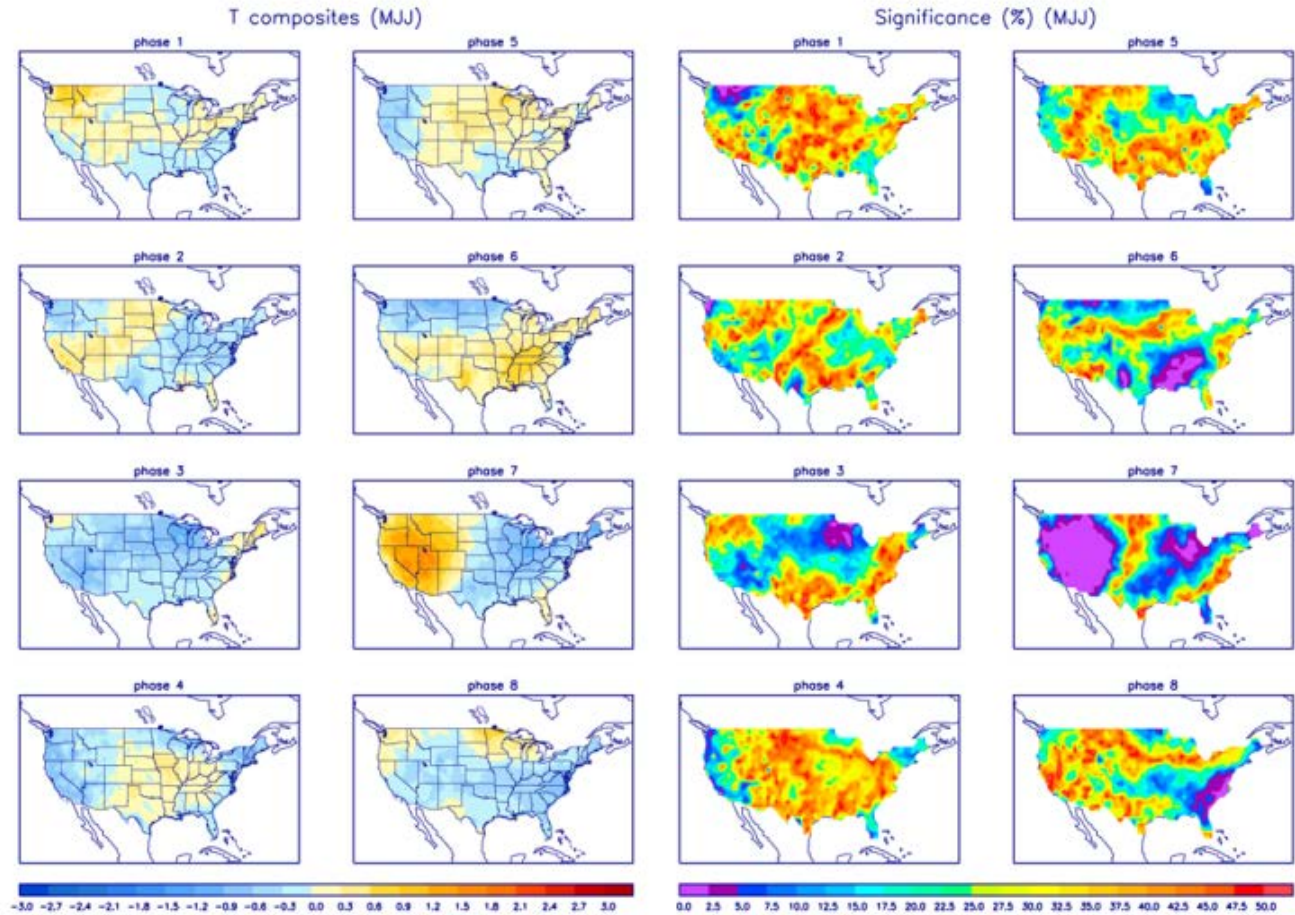 T composites (MJJ) Significance (%) (MJJ)
phase 1 phase 5 phase 1 phase 5
phase 2 phase 6 phase 2 phase 6
phase 3 phase 7 phase 3 phase 7
phase 4 phase 8 phase 4 phase 8
-3.0 -2.7 -2.4 -2.1 -1.8 -1.5 -1.2 -0.9 -0.6 -0.3 0.0 0.3 0.6 0.9 1.2 1.5 1.8 2.1 2.4 2.7 3.0 0.0 2.5 5.0 7.5 10.0 12.5 15.0 17.5 20.0 22.5 25.0 27.5 30.0 32.5 35.0 37.5 40.0 42.5 45.0 47.5 50.0